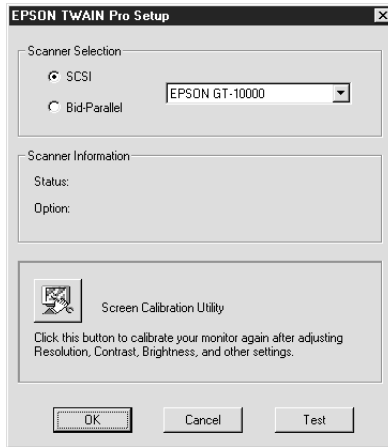 EPSON TWAIN Pro Setup
Scanner Selection
SCSI
EPSON GT-10000
Bid-Parallel
Scanner Information
Status:
Option:
Screen Calibration Utility
Click this button to calibrate your monitor again after adjusting
Resolution, Contrast, Brightness, and other settings.
OK
Cancel
Test